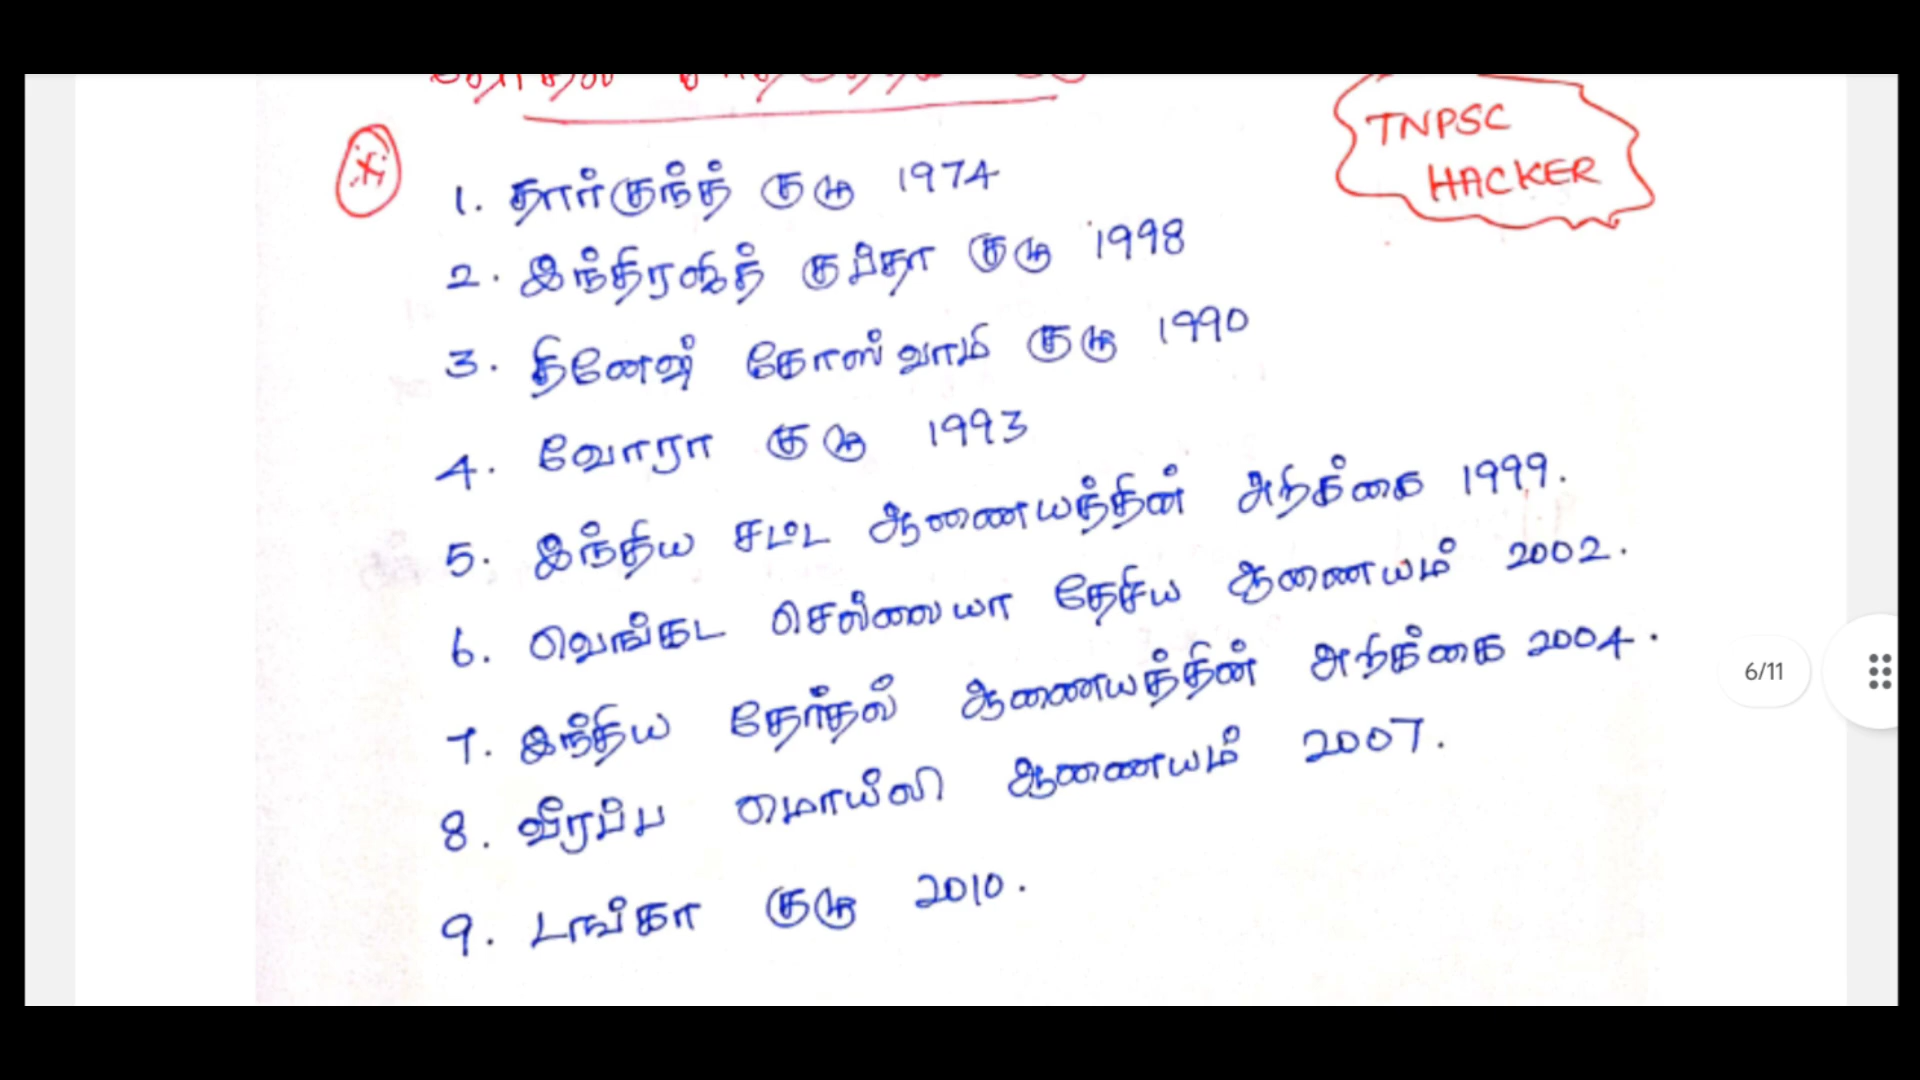 TNPSC
HACKER
1. தார்குந்த் குழு 1974
2. இந்திரஜித் குப்தா குழு 1998
3. தினேஷ் கோஸ்வாமி குழு 1990
4. வோரா குழு 1993
5. இந்திய சட்ட ஆணையத்தின் அறிக்கை 1999.
6. வெங்கட செல்லையா தேசிய ஆணையம் 2002.
7. இந்திய தேர்தல் ஆணையத்தின் அறிக்கை 2004.
8. வீரப்ப மொய்லி ஆணையம் 2007.
9. டங்கா குழு 2010.
6/11